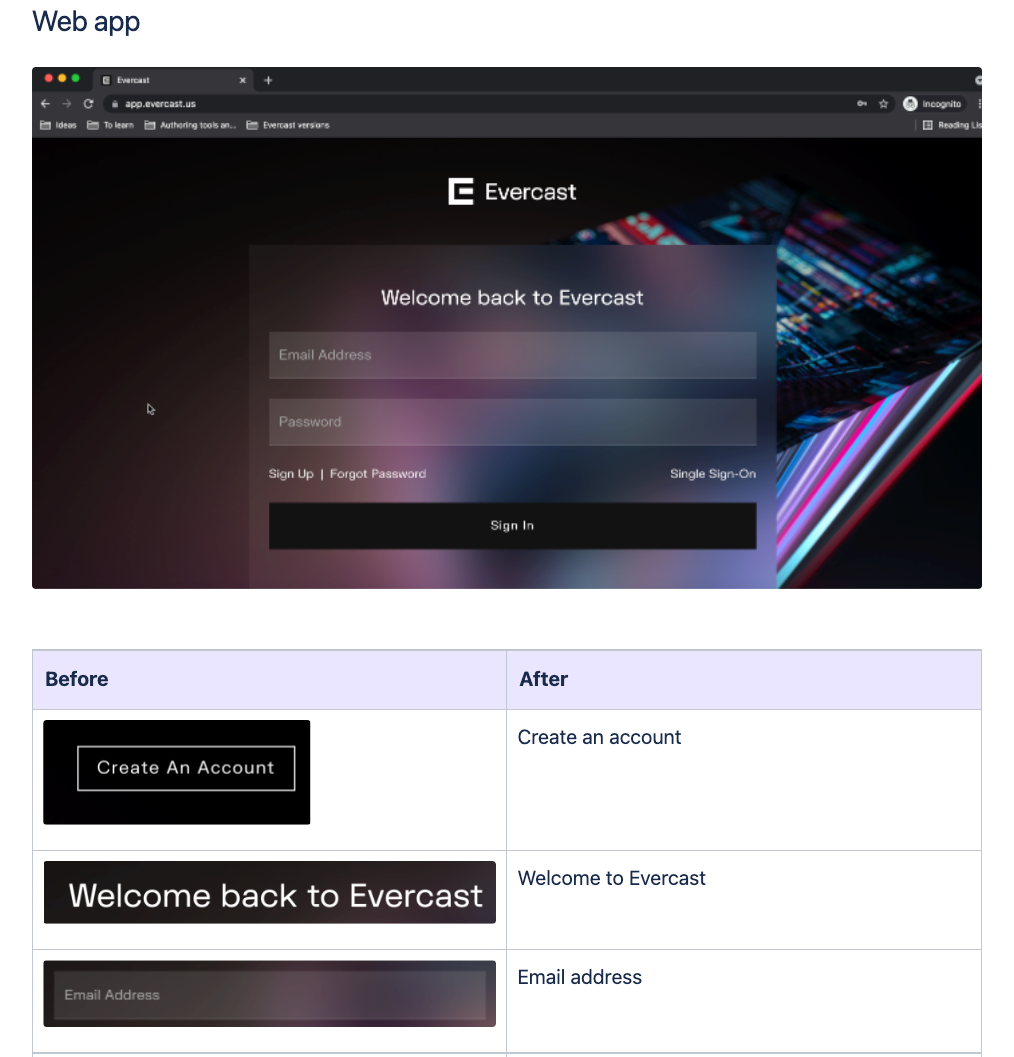 Web app
Evercast
app.evercast.us
Incognito
Ideas
To learn
Authoring tools an...
Evercast versions
Reading Lis
Evercast
Welcome back to Evercast
Email Address
Password
Sign Up | Forgot Password
Single Sign-On
Sign In
Before
After
Create An Account
Create an account
Welcome back to Evercast
Welcome to Evercast
Email Address
Email address